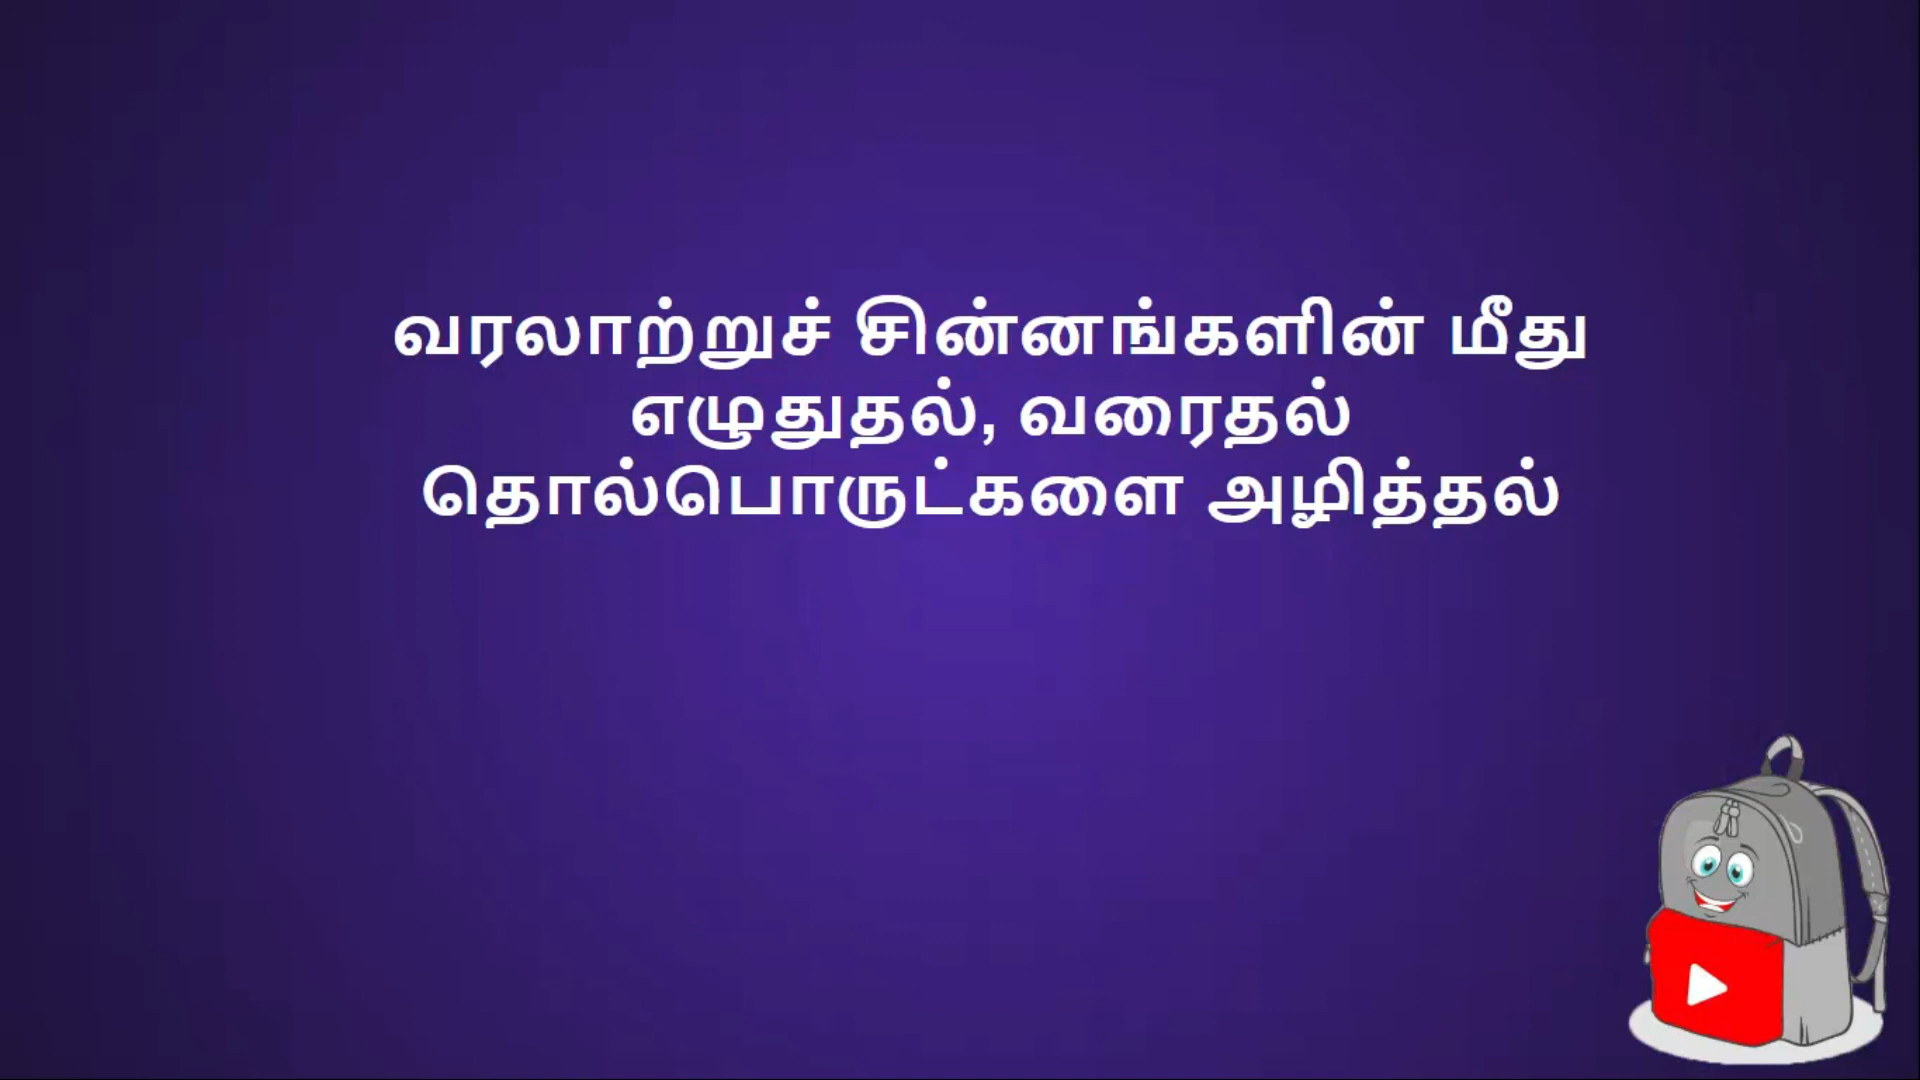 வரலாற்றுச் சின்னங்களின் மீது
எழுதுதல், வரைதல்
தொல்பொருட்களை அழித்தல்